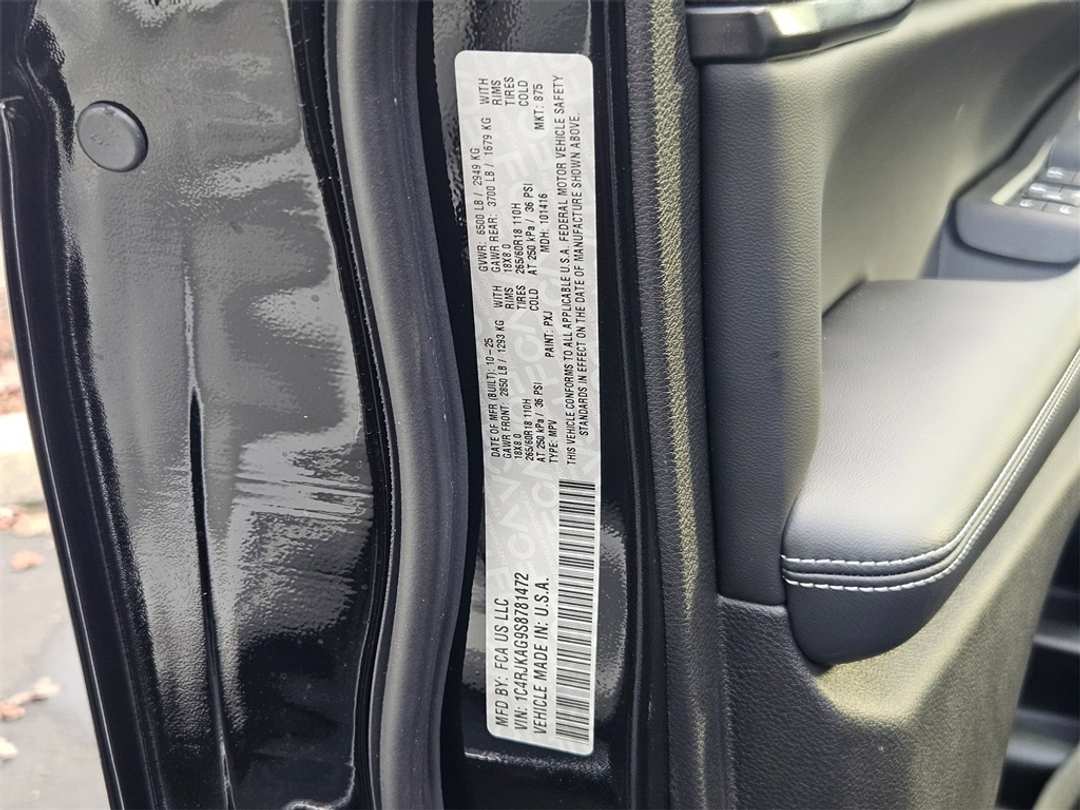 MFD BY: FCA US LLC
DATE OF MFR (BUILT): 10-25
GVWR: 6500 LB / 2949 KG
GAWR FRONT: 2850 LB / 1293 KG WITH
GAWR REAR: 3700 LB / 1679 KG WITH
18X8.0 RIMS
18X8.0 RIMS
265/60R18 110H TIRES
265/60R18 110H TIRES
AT 250 kPa / 36 PSI COLD
AT 250 kPa / 36 PSI COLD
VIN: 1C4RJKAG9S8781472
TYPE: MPV
PAINT: PXJ
MDH: 101416
MKT: 875
VEHICLE MADE IN: U.S.A.
THIS VEHICLE CONFORMS TO ALL APPLICABLE U.S.A. FEDERAL MOTOR VEHICLE SAFETY
STANDARDS IN EFFECT ON THE DATE OF MANUFACTURE SHOWN ABOVE.